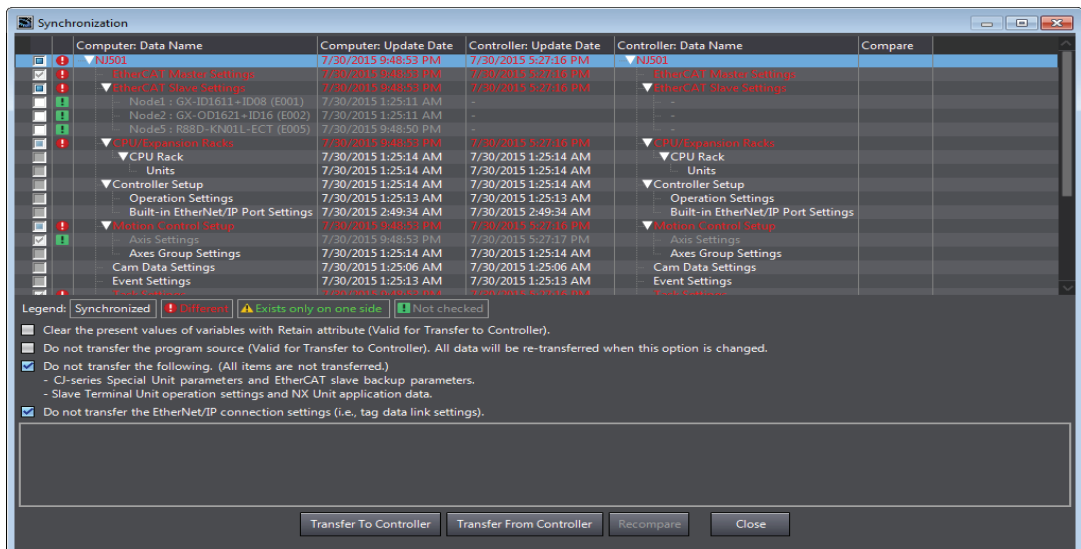 Synchronization
Computer: Data Name Computer: Update Date Controller: Update Date Controller: Data Name Compare
NJ501 7/30/2015 9:48:53 PM 7/30/2015 5:27:16 PM NJ501
EtherCAT Master Settings 7/30/2015 9:48:53 PM 7/30/2015 5:27:16 PM EtherCAT Master Settings
EtherCAT Slave Settings 7/30/2015 9:48:53 PM 7/30/2015 5:27:16 PM EtherCAT Slave Settings
Node1 : GX-ID1611+ID08 (E001) 7/30/2015 1:25:11 AM - -
Node2 : GX-OD1621+ID16 (E002) 7/30/2015 1:25:11 AM - -
Node5 : R88D-KN01L-ECT (E005) 7/30/2015 9:48:50 PM - -
CPU/Expansion Racks 7/30/2015 9:48:53 PM 7/30/2015 5:27:16 PM CPU/Expansion Racks
CPU Rack 7/30/2015 1:25:14 AM 7/30/2015 1:25:14 AM CPU Rack
Units 7/30/2015 1:25:14 AM 7/30/2015 1:25:14 AM Units
Controller Setup 7/30/2015 1:25:14 AM 7/30/2015 1:25:14 AM Controller Setup
Operation Settings 7/30/2015 1:25:13 AM 7/30/2015 1:25:13 AM Operation Settings
Built-in EtherNet/IP Port Settings 7/30/2015 2:49:34 AM 7/30/2015 2:49:34 AM Built-in EtherNet/IP Port Settings
Motion Control Setup 7/30/2015 9:48:53 PM 7/30/2015 5:27:16 PM Motion Control Setup
Axis Settings 7/30/2015 9:48:53 PM 7/30/2015 5:27:17 PM Axis Settings
Axes Group Settings 7/30/2015 1:25:14 AM 7/30/2015 1:25:14 AM Axes Group Settings
Cam Data Settings 7/30/2015 1:25:06 AM 7/30/2015 1:25:06 AM Cam Data Settings
Event Settings 7/30/2015 1:25:13 AM 7/30/2015 1:25:13 AM Event Settings
Legend: Synchronized Different Exists only on one side Not checked
Clear the present values of variables with Retain attribute (Valid for Transfer to Controller).
Do not transfer the program source (Valid for Transfer to Controller). All data will be re-transferred when this option is changed.
Do not transfer the following. (All items are not transferred.)
- CJ-series Special Unit parameters and EtherCAT slave backup parameters.
- Slave Terminal Unit operation settings and NX Unit application data.
Do not transfer the EtherNet/IP connection settings (i.e., tag data link settings).
Transfer To Controller Transfer From Controller Recompare Close